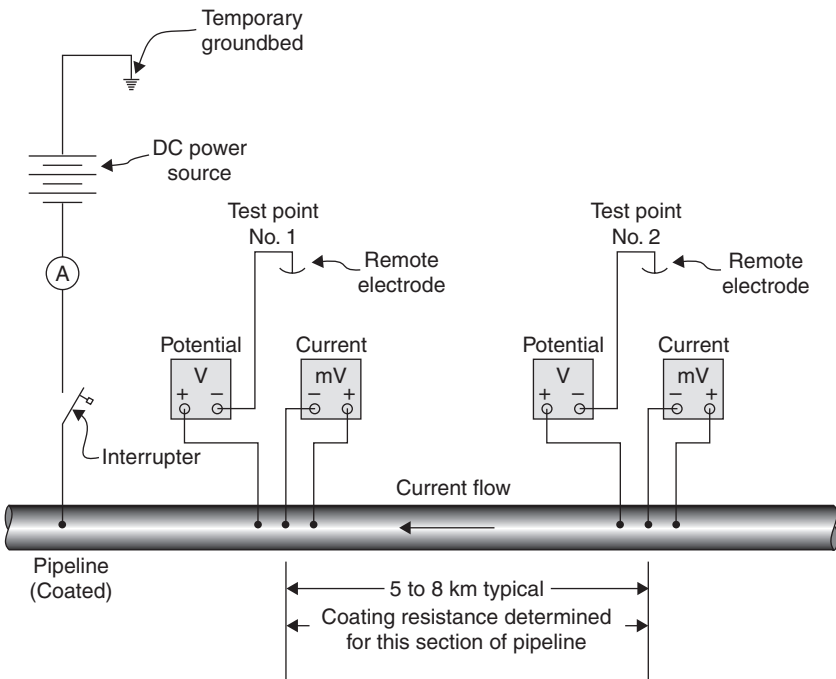 Temporary
groundbed
DC power
source
A
Interrupter
Test point
No. 1
Remote
electrode
Potential
V
+ −
Current
mV
− +
Test point
No. 2
Remote
electrode
Potential
V
+ −
Current
mV
− +
Current flow
Pipeline
(Coated)
5 to 8 km typical
Coating resistance determined
for this section of pipeline